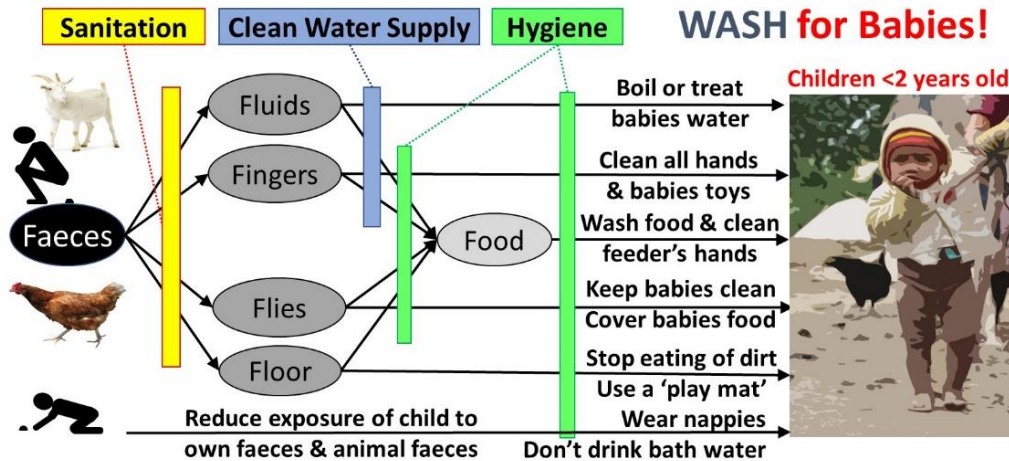 Sanitation
Clean Water Supply
Hygiene
WASH for Babies!
Children <2 years old
Faeces
Fluids
Fingers
Flies
Floor
Food
Boil or treat
babies water
Clean all hands
& babies toys
Wash food & clean
feeder's hands
Keep babies clean
Cover babies food
Stop eating of dirt
Use a 'play mat'
Reduce exposure of child to
own faeces & animal faeces
Wear nappies
Don't drink bath water